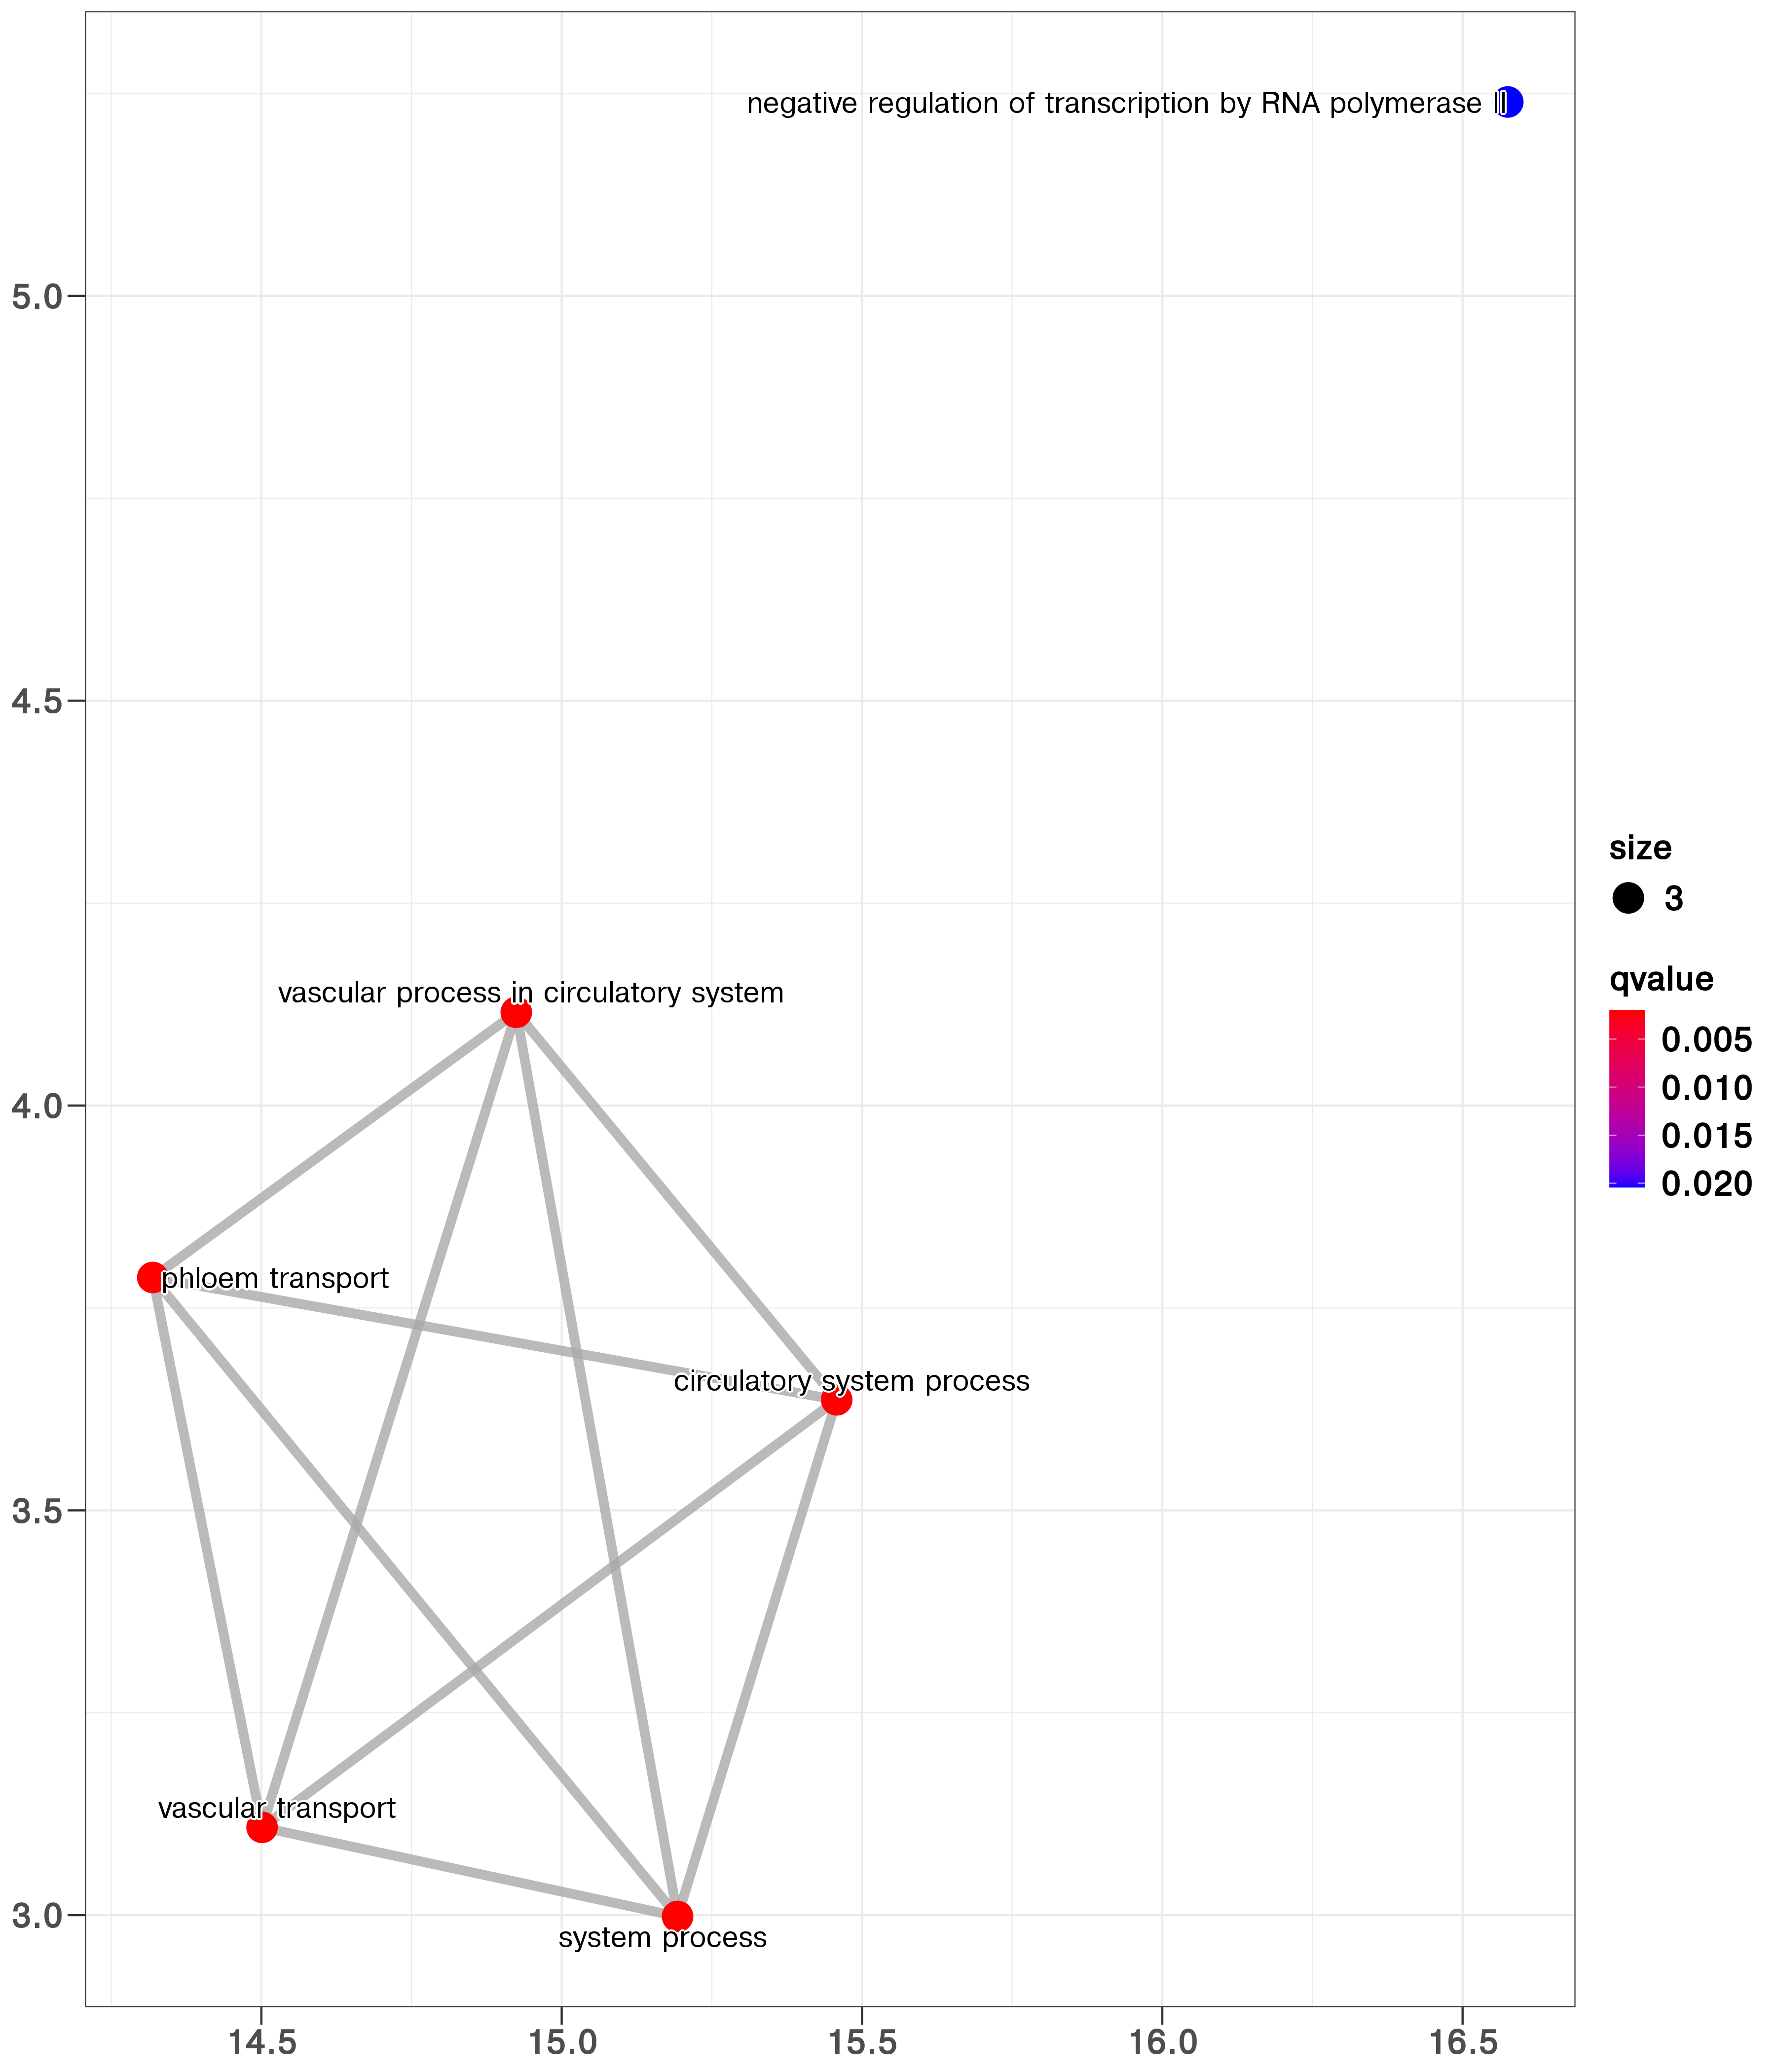 negative regulation of transcription by RNA polymerase II
5.0
4.5
size
3
qvalue
vascular process in circulatory system
0.005
0.010
4.0
0.015
0.020
phloem transport
circulatory system process
3.5
vascular transport
3.0
system process
14.5
15.0
15.5
16.0
16.5